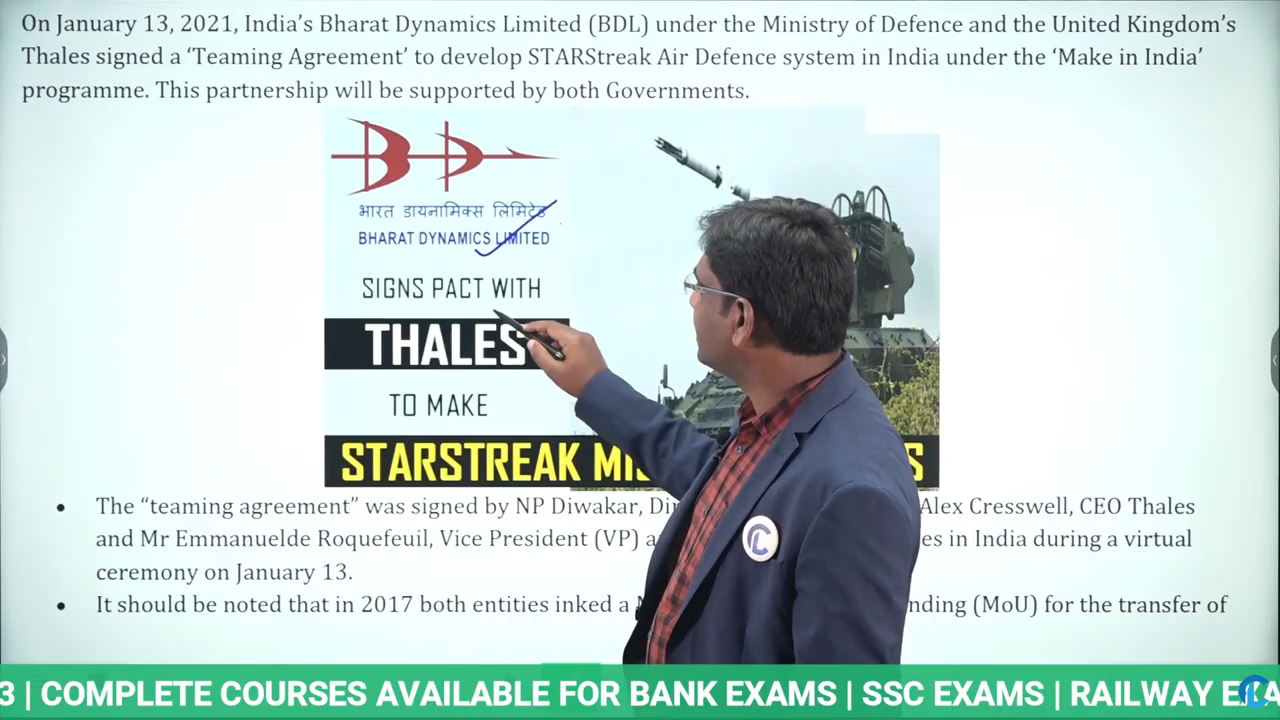 On January 13, 2021, India's Bharat Dynamics Limited (BDL) under the Ministry of Defence and the United Kingdom's
Thales signed a 'Teaming Agreement' to develop STARStreak Air Defence system in India under the 'Make in India'
programme. This partnership will be supported by both Governments.
भारत डायनामिक्स लिमिटेड
BHARAT DYNAMICS LIMITED
SIGNS PACT WITH
THALES
TO MAKE
STARSTREAK
• The “teaming agreement” was signed by NP Diwakar, Alex Cresswell, CEO Thales
and Mr Emmanuelde Roquefeuil, Vice President (VP) in India during a virtual
ceremony on January 13.
• It should be noted that in 2017 both entities inked a (MoU) for the transfer of
3 | COMPLETE COURSES AVAILABLE FOR BANK EXAMS | SSC EXAMS | RAILWAY